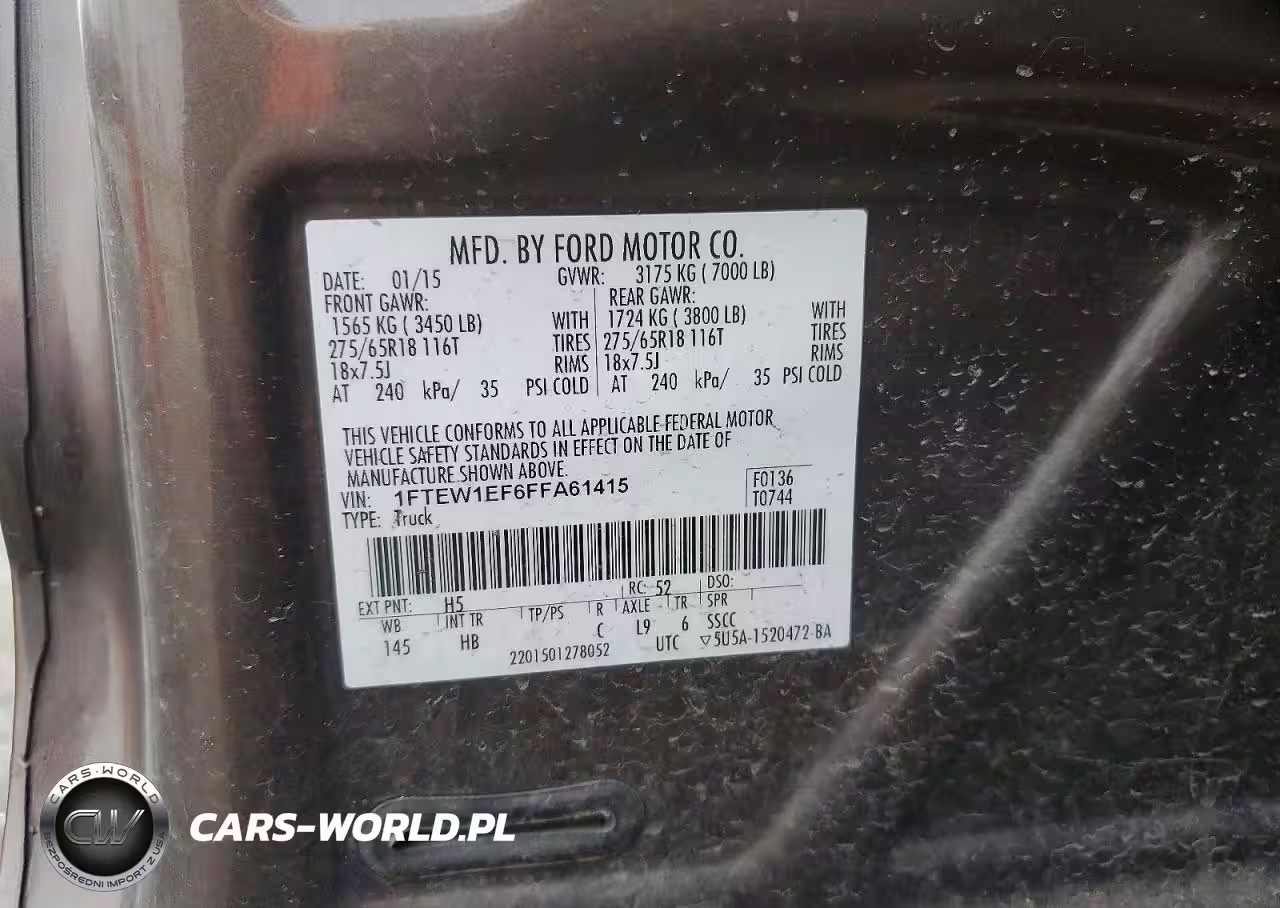 MFD. BY FORD MOTOR CO.
DATE: 01/15 GVWR: 3175 KG ( 7000 LB)
FRONT GAWR: REAR GAWR:
1565 KG ( 3450 LB) WITH 1724 KG ( 3800 LB) WITH
275/65R18 116T TIRES 275/65R18 116T TIRES
18x7.5J RIMS 18x7.5J RIMS
AT 240 kPa/ 35 PSI COLD AT 240 kPa/ 35 PSI COLD
THIS VEHICLE CONFORMS TO ALL APPLICABLE FEDERAL MOTOR
VEHICLE SAFETY STANDARDS IN EFFECT ON THE DATE OF
MANUFACTURE SHOWN ABOVE.
VIN: 1FTEW1EF6FFA61415 F0136
TYPE: Truck T0744
EXT PNT: H5 RC: 52 DSO:
WB INT TR TP/PS R AXLE TR SPR
145 HB C L9 6 SSCC
2201501278052 UTC ▽5U5A-1520472-BA
CARS-WORLD
CW
BEZPOŚREDNI IMPORT Z USA
CARS-WORLD.PL